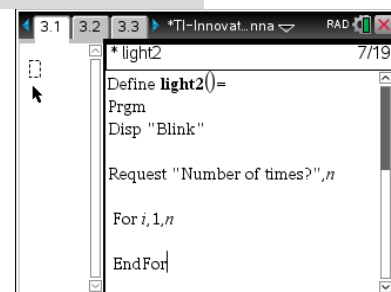 3.1 3.2 3.3 *TI-Innovat...nna RAD
* light2 7/19
Define light2()=
Prgm
Disp "Blink"
Request "Number of times?",n
For i,1,n
EndFor